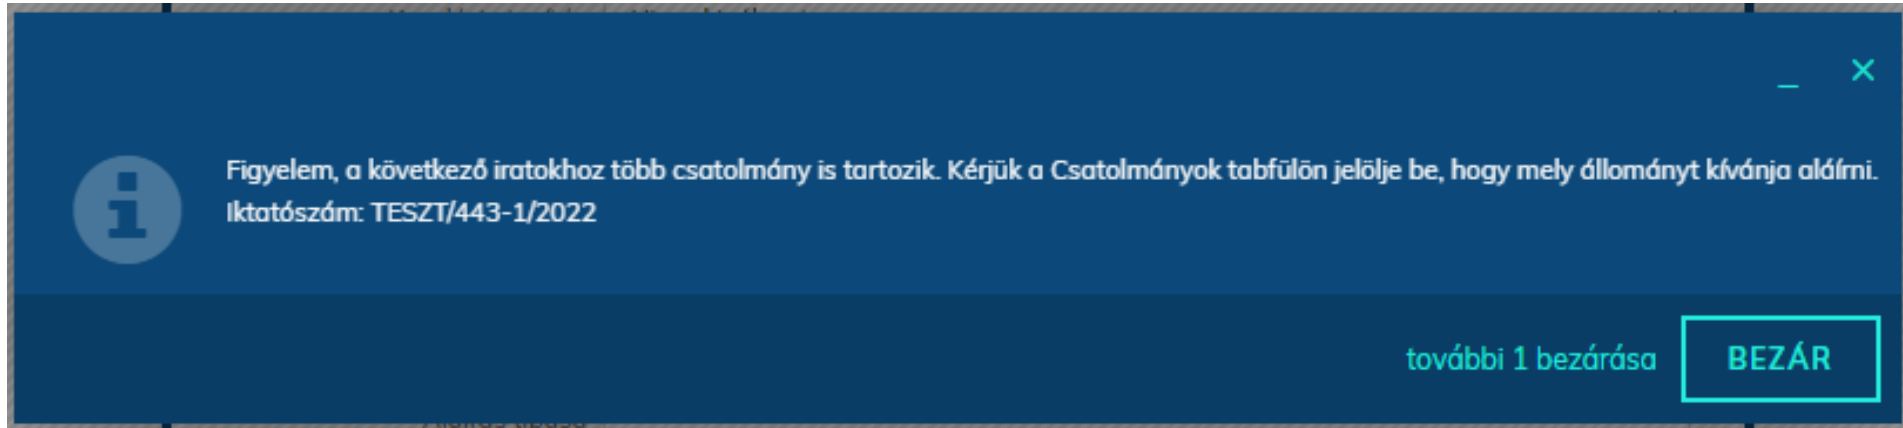 Figyelem, a következő iratokhoz több csatolmány is tartozik. Kérjük a Csatolmányok tabfülön jelölje be, hogy mely állományt kívánja aláírni.
Iktatószám: TESZT/443-1/2022
további 1 bezárása
BEZÁR